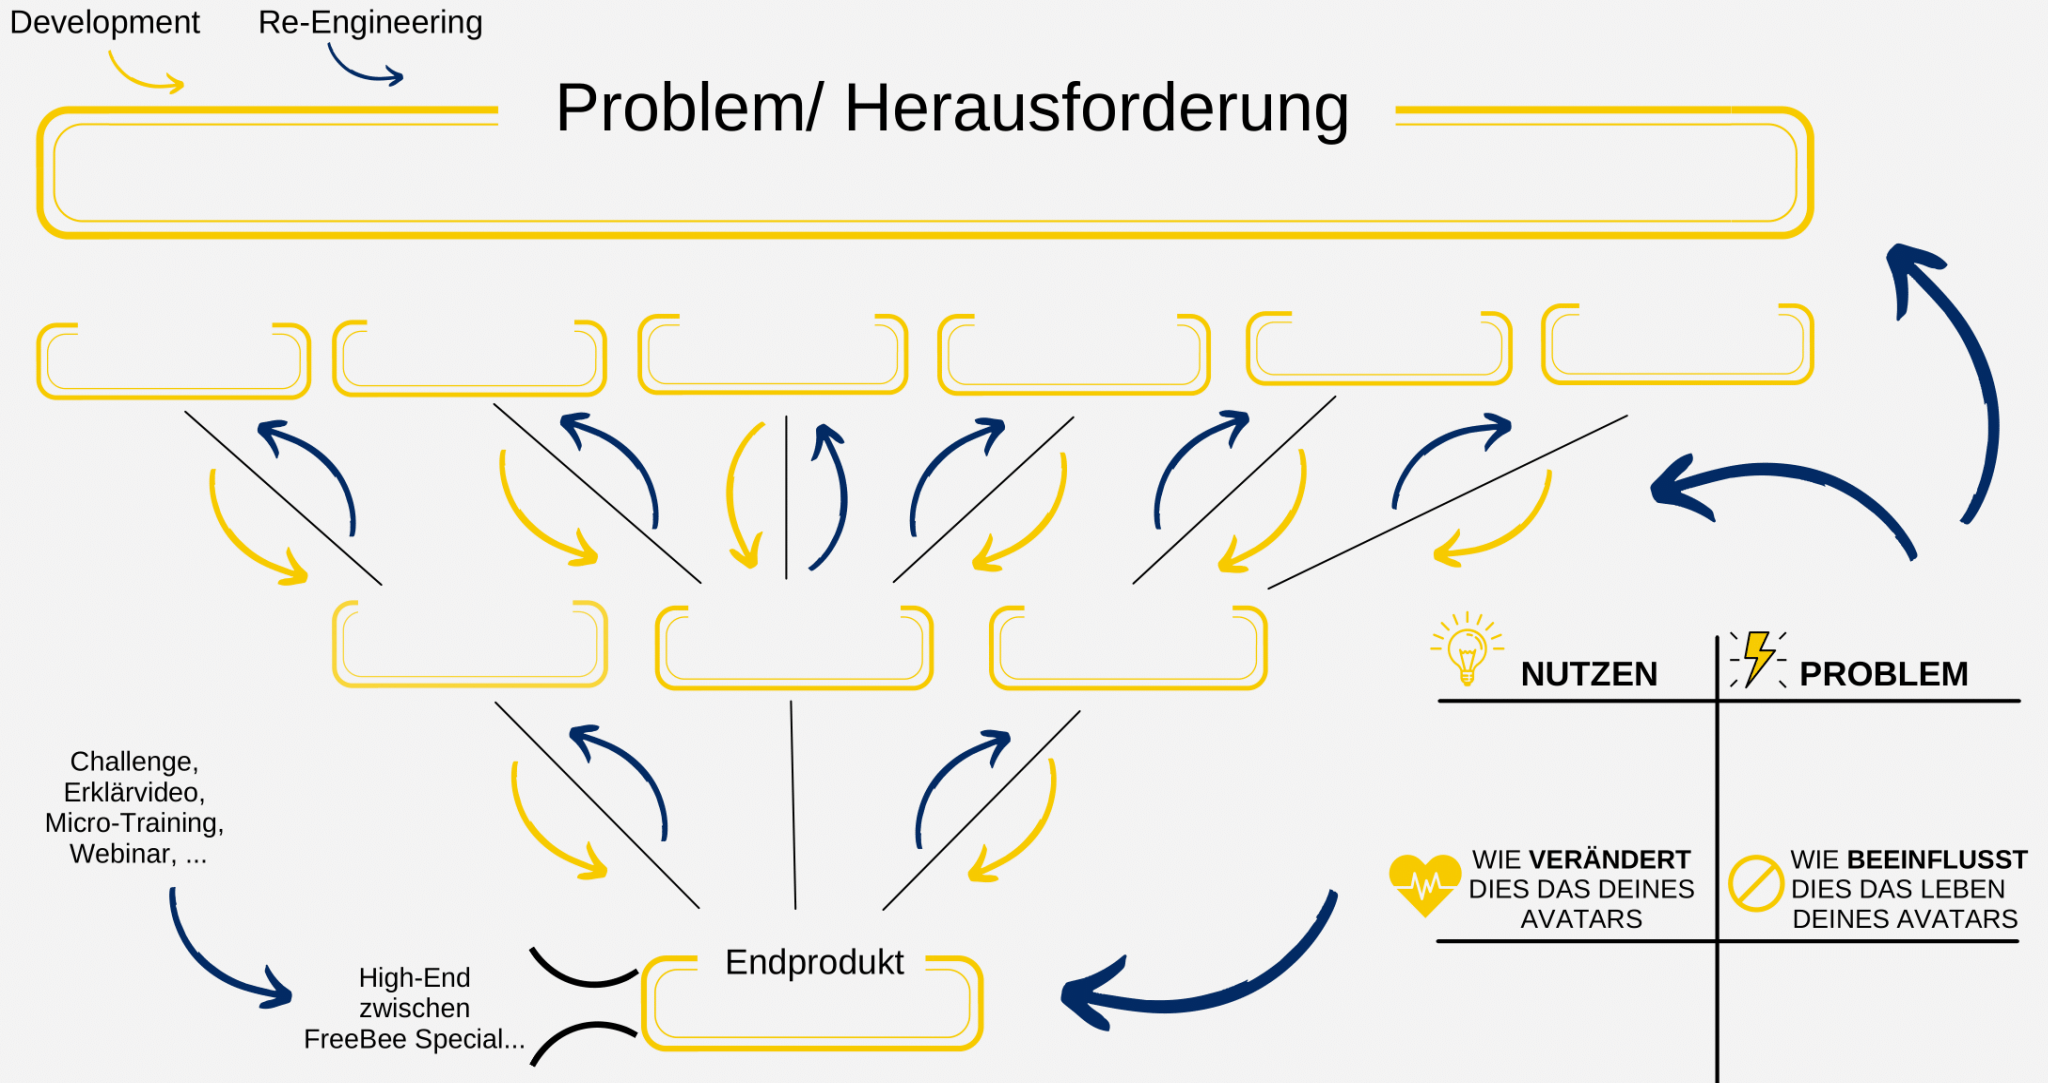 Development
Re-Engineering
Problem/ Herausforderung
NUTZEN
PROBLEM
Challenge,
Erklärvideo,
Micro-Training,
Webinar, ...
WIE VERÄNDERT
DIES DAS DEINES
AVATARS
WIE BEEINFLUSST
DIES DAS LEBEN
DEINES AVATARS
High-End
zwischen
FreeBee Special...
Endprodukt